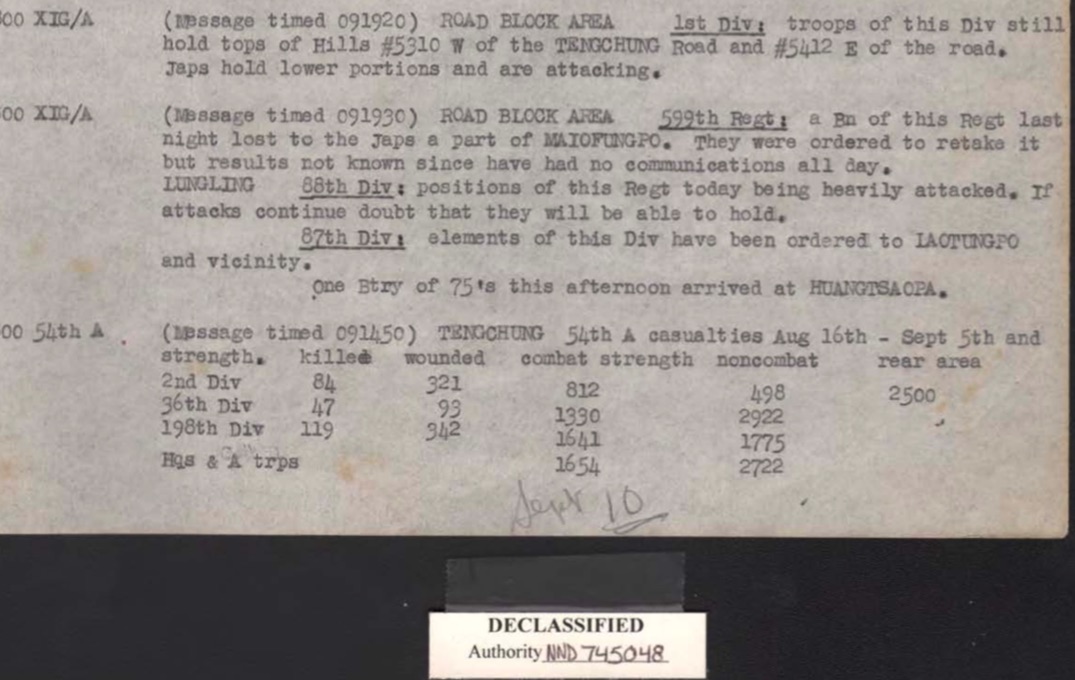 00 XIG/A (Message timed 091920) ROAD BLOCK AREA 1st Div: troops of this Div still
hold tops of Hills #5310 W of the TENGCHUNG Road and #5412 E of the road.
Japs hold lower portions and are attacking.
00 XIG/A (Message timed 091930) ROAD BLOCK AREA 599th Regt: a Bn of this Regt last
night lost to the Japs a part of MAIOFUNGPO. They were ordered to retake it
but results not known since have had no communications all day.
LUNGLING 88th Div: positions of this Regt today being heavily attacked. If
attacks continue doubt that they will be able to hold.
87th Div: elements of this Div have been ordered to LAOTUNGPO
and vicinity.
One Btry of 75's this afternoon arrived at HUANGTSAOPA.
00 54th A. (Message timed 091450) TENGCHUNG 54th A casualties Aug 16th - Sept 5th and
strength. killed wounded combat strength noncombat rear area
2nd Div 84 321 812 498 2500
36th Div 47 93 1330 2922
198th Div 119 342 1641 1775
Hqs & A trps 1654 2722
Sept 10
DECLASSIFIED
Authority NND 745048